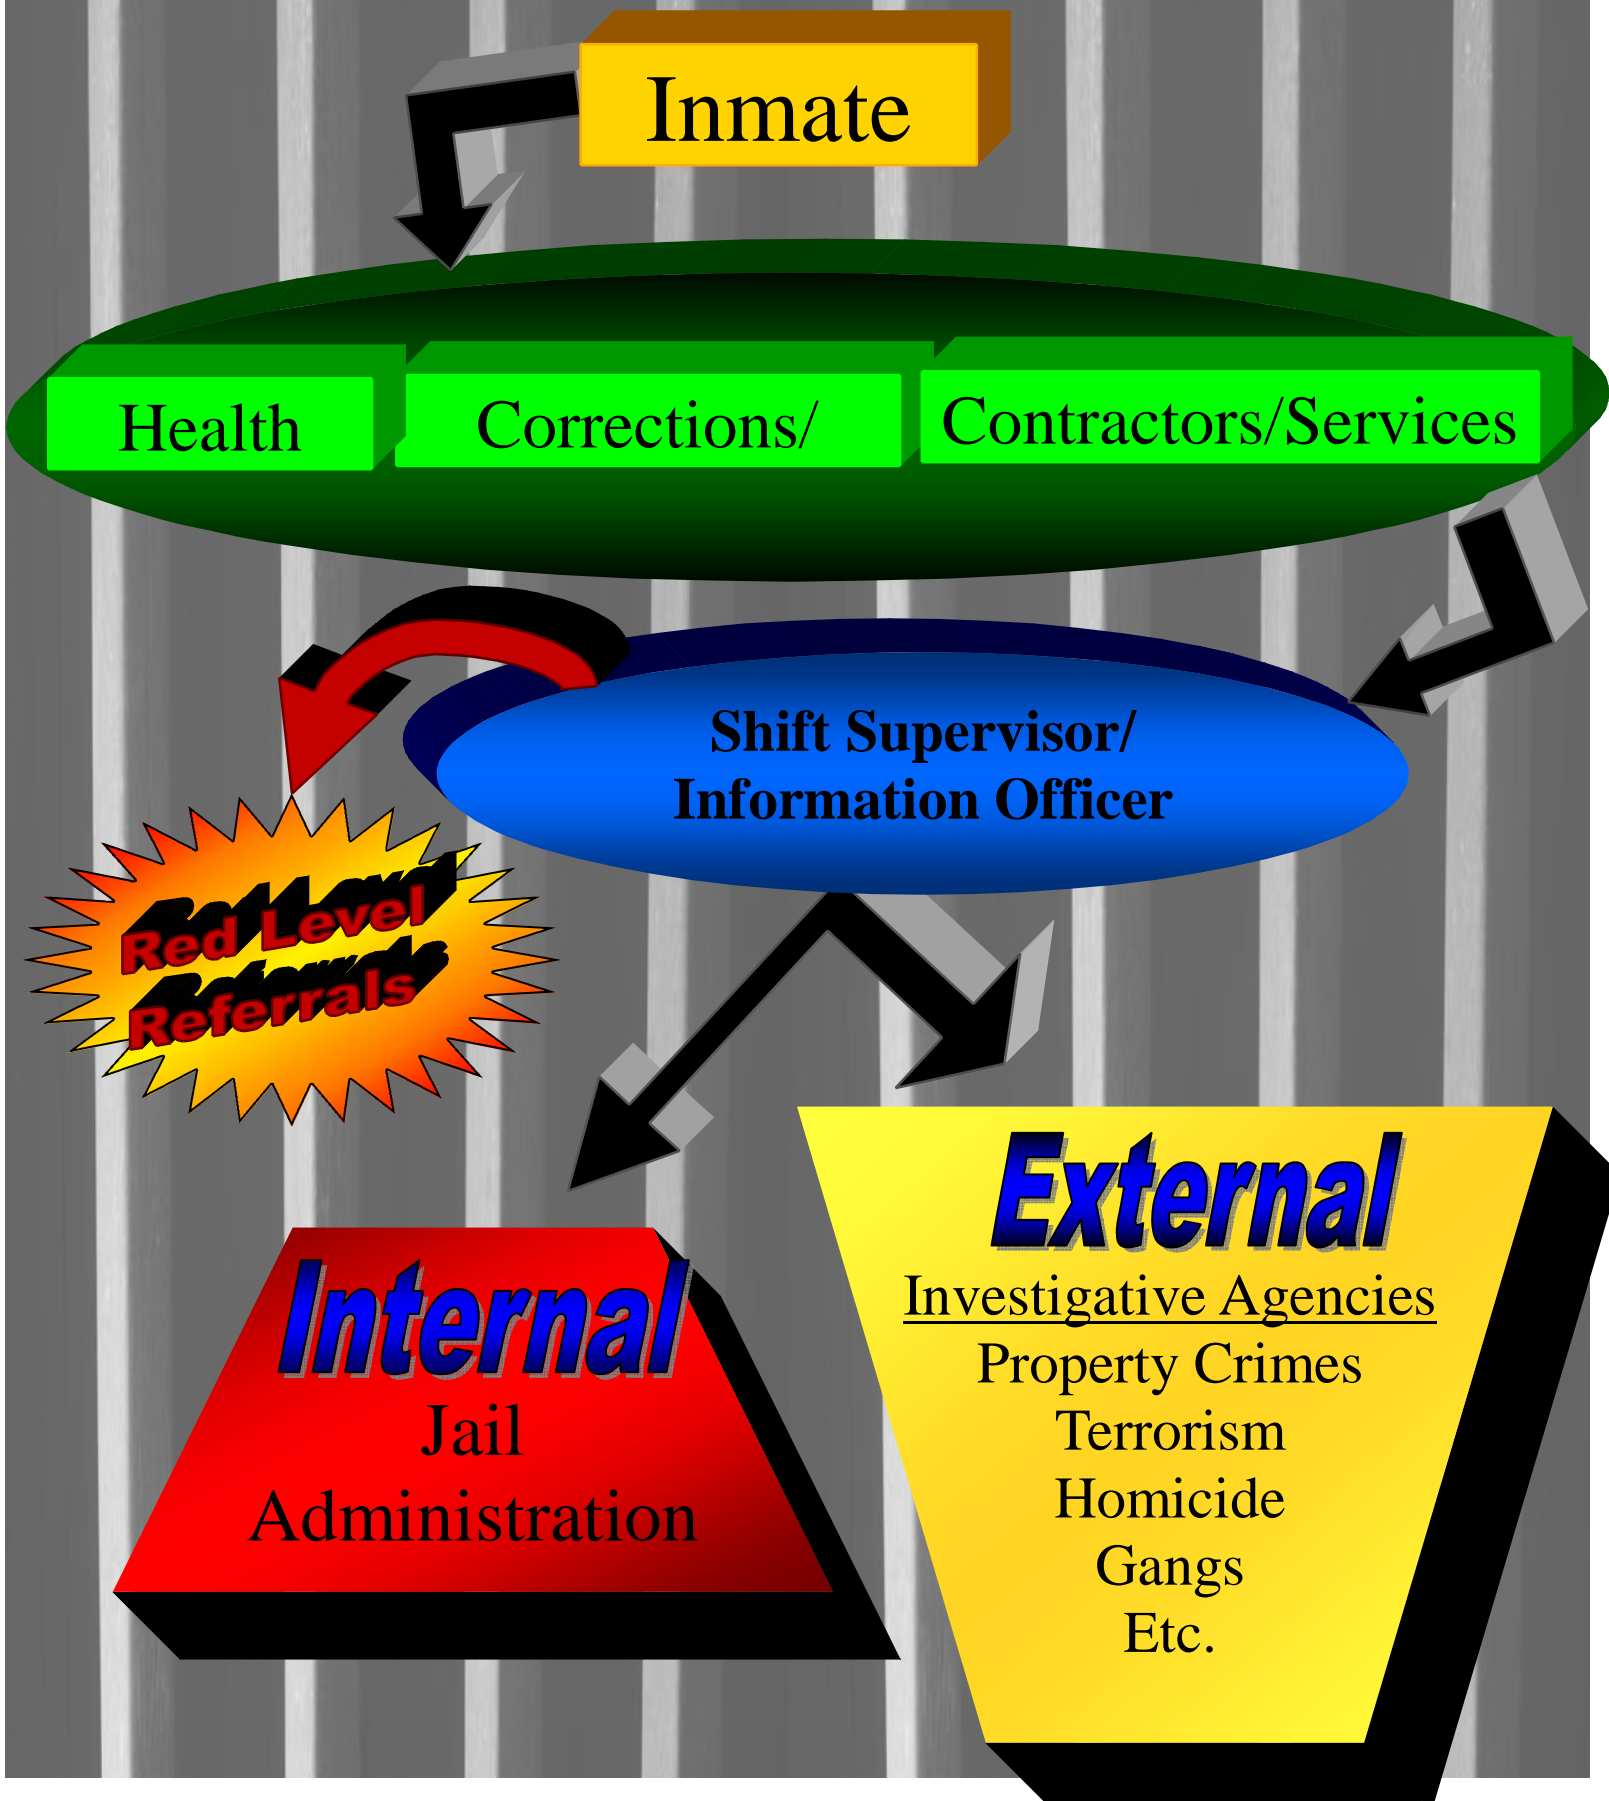 Inmate
Health
Corrections/
Contractors/Services
Shift Supervisor/
Information Officer
Red Level
Referrals
Internal
Jail
Administration
External
Investigative Agencies
Property Crimes
Terrorism
Homicide
Gangs
Etc.